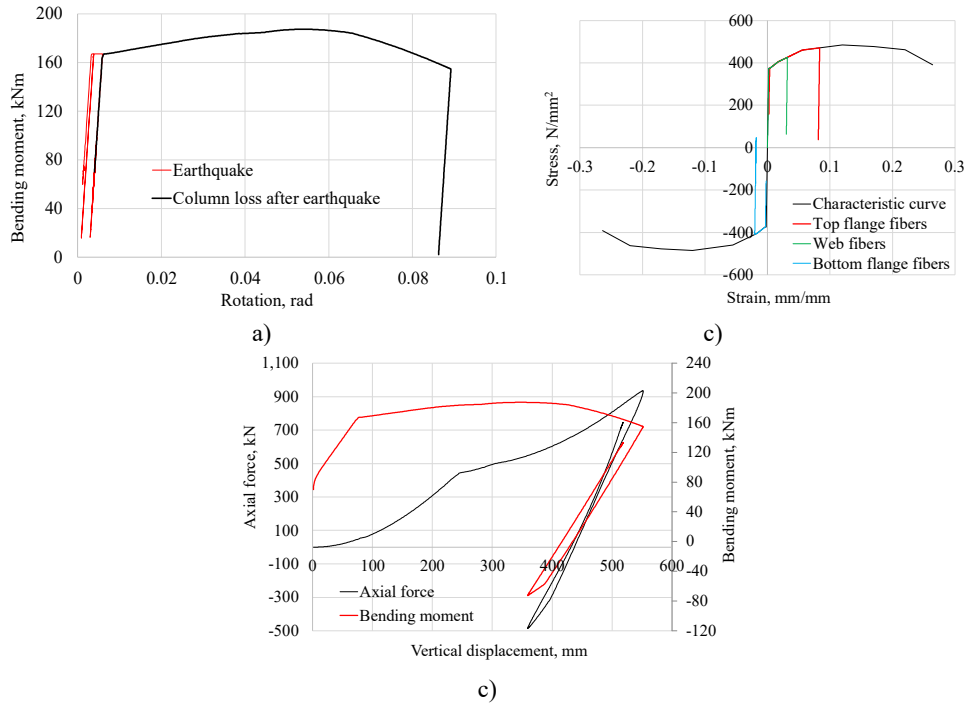 a)
Bending moment, kNm
200
160
120
80
40
0
0
0.02
0.04
0.06
0.08
0.1
Rotation, rad
Earthquake
Column loss after earthquake
c)
Stress, N/mm²
600
400
200
0
-200
-400
-600
-0.3
-0.2
-0.1
0
0.1
0.2
0.3
Strain, mm/mm
Characteristic curve
Top flange fibers
Web fibers
Bottom flange fibers
Axial force, kN
1,100
900
700
500
300
100
-100
-300
-500
0
100
200
300
400
500
600
Bending moment, kNm
240
200
160
120
80
40
0
-40
-80
-120
Axial force
Bending moment
Vertical displacement, mm
c)